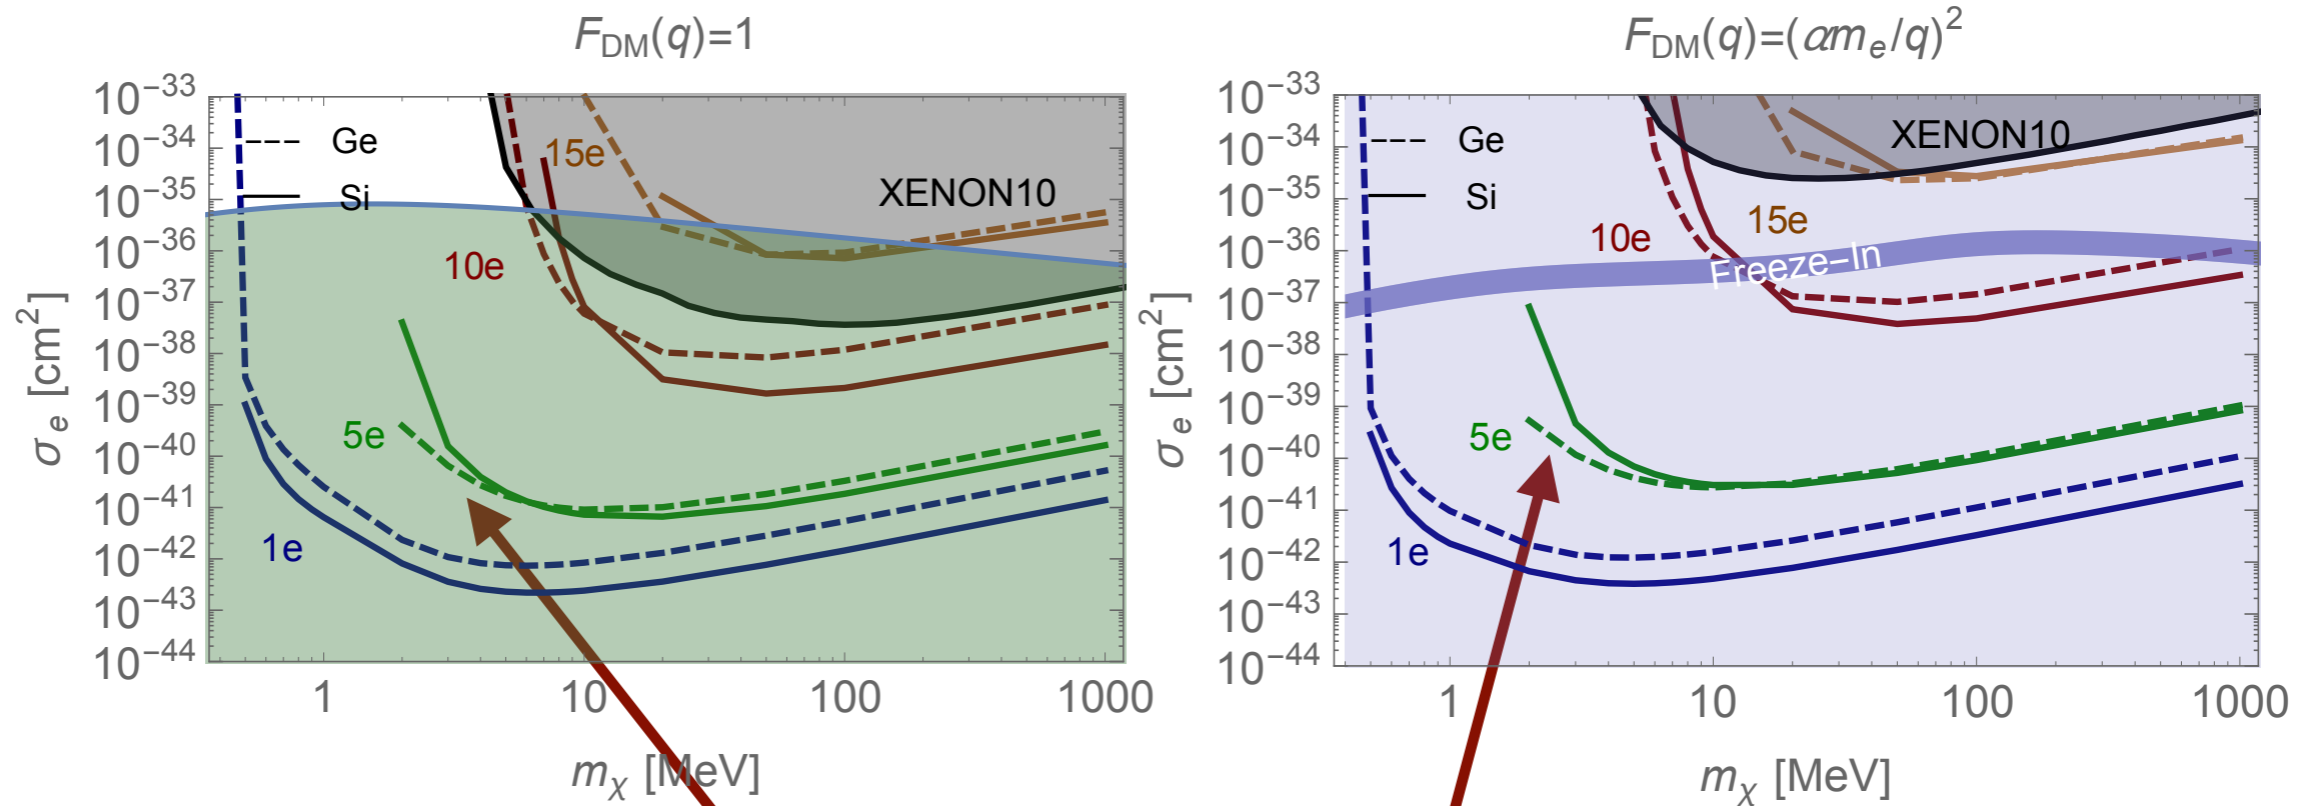 F_DM(q)=1
10^−33
10^−34
10^−35
10^−36
10^−37
10^−38
10^−39
10^−40
10^−41
10^−42
10^−43
10^−44
σ_e [cm^2]
Ge
Si
15e
XENON10
10e
5e
1e
1
10
100
1000
m_χ [MeV]
F_DM(q)=(αm_e/q)^2
10^−33
10^−34
10^−35
10^−36
10^−37
10^−38
10^−39
10^−40
10^−41
10^−42
10^−43
10^−44
σ_e [cm^2]
Ge
Si
XENON10
15e
10e
Freeze−In
5e
1e
1
10
100
1000
m_χ [MeV]